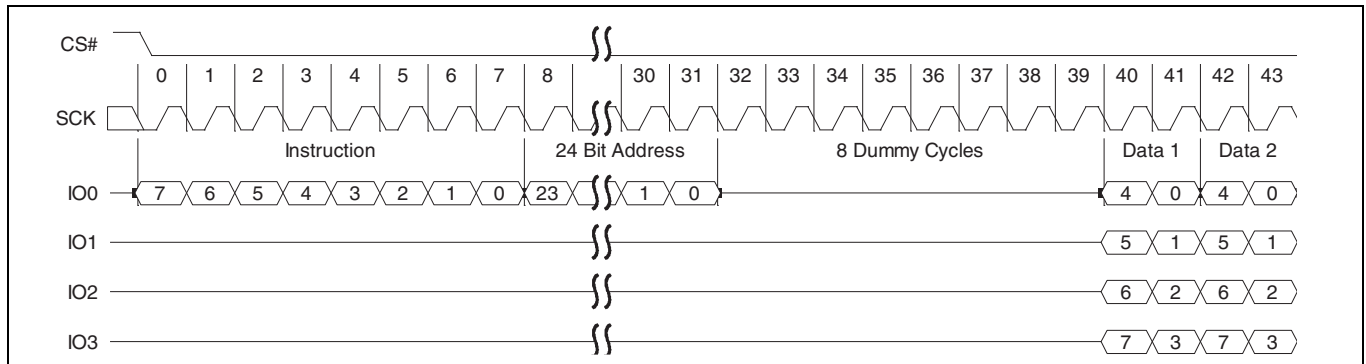 CS#
0 1 2 3 4 5 6 7 8 30 31 32 33 34 35 36 37 38 39 40 41 42 43
SCK
Instruction 24 Bit Address 8 Dummy Cycles Data 1 Data 2
IO0 7 6 5 4 3 2 1 0 23 1 0 4 0 4 0
IO1 5 1 5 1
IO2 6 2 6 2
IO3 7 3 7 3